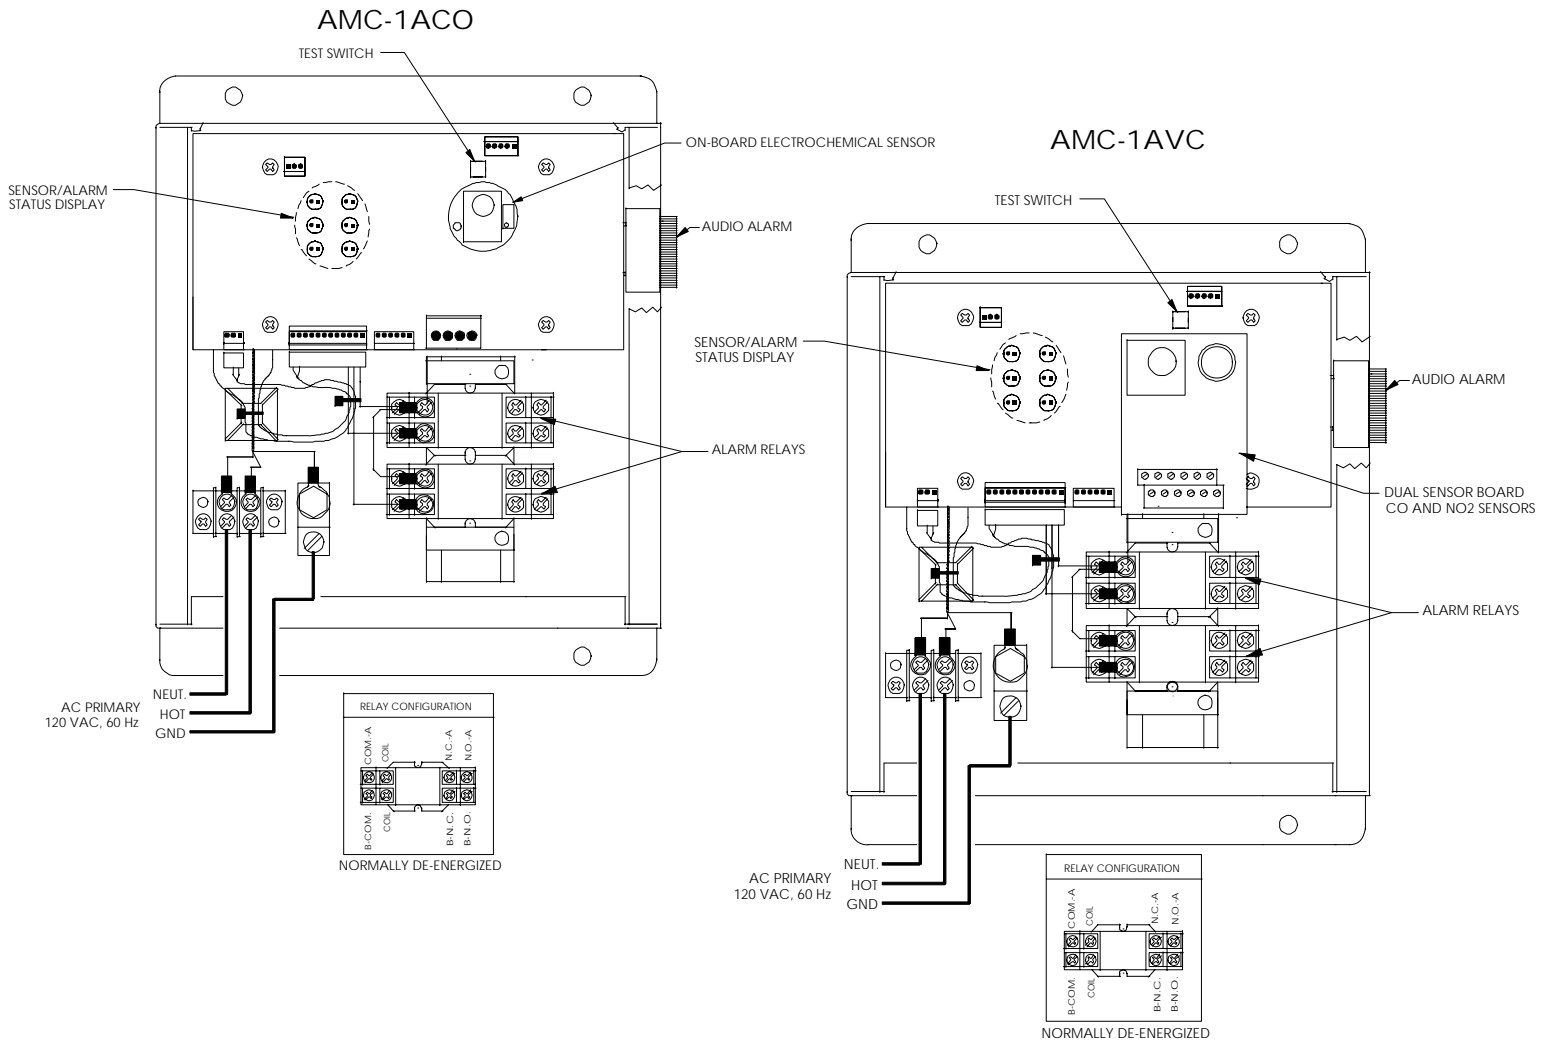 AMC-1ACO
TEST SWITCH
ON-BOARD ELECTROCHEMICAL SENSOR
SENSOR/ALARM
STATUS DISPLAY
AUDIO ALARM
ALARM RELAYS
NEUT.
AC PRIMARY
120 VAC, 60 Hz
HOT
GND
RELAY CONFIGURATION
COM.-A
COIL
N.C.-A
N.O.-A
B-COM.
COIL
B-N.C.
B-N.O.
NORMALLY DE-ENERGIZED
AMC-1AVC
TEST SWITCH
SENSOR/ALARM
STATUS DISPLAY
AUDIO ALARM
DUAL SENSOR BOARD
CO AND NO2 SENSORS
ALARM RELAYS
NEUT.
AC PRIMARY
120 VAC, 60 Hz
HOT
GND
RELAY CONFIGURATION
COM.-A
COIL
N.C.-A
N.O.-A
B-COM.
COIL
B-N.C.
B-N.O.
NORMALLY DE-ENERGIZED